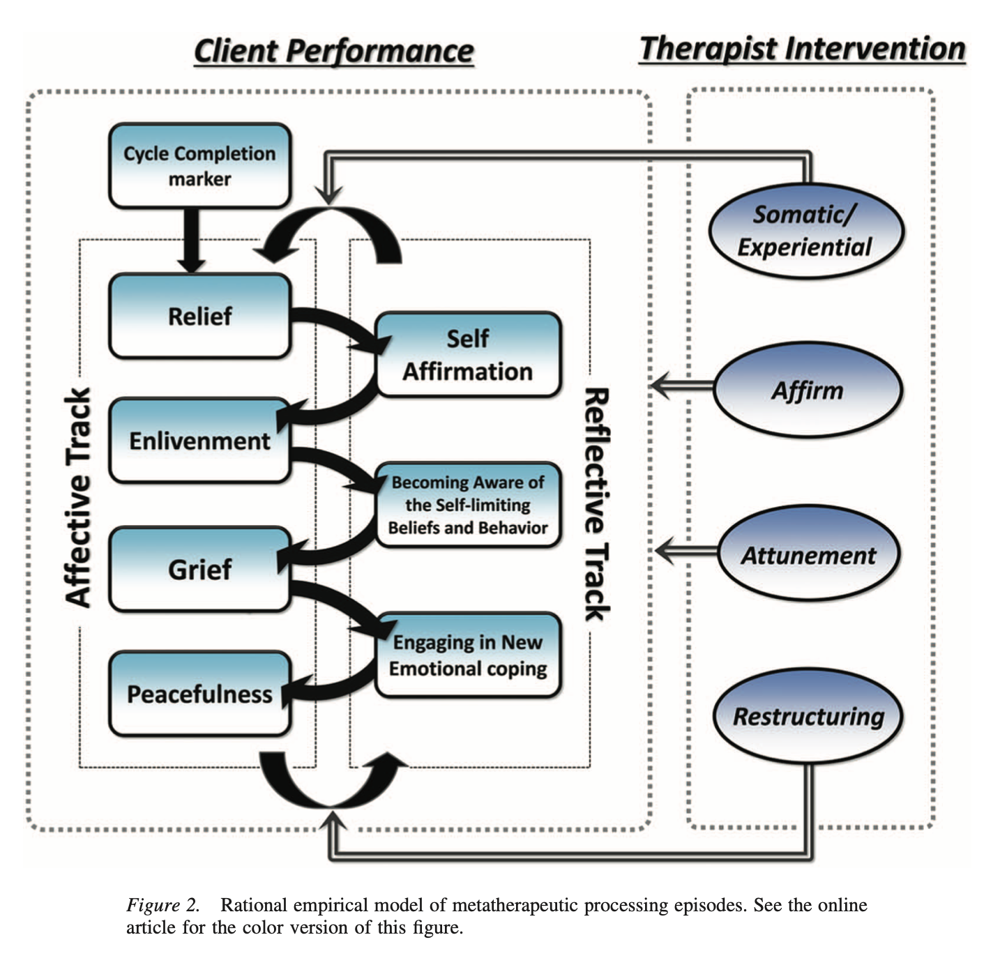 Client Performance
Therapist Intervention
Cycle Completion
marker
Somatic/
Experiential
Relief
Self
Affirmation
Affirm
Enlivenment
Becoming Aware of
the Self-limiting
Beliefs and Behavior
Affective Track
Reflective Track
Attunement
Grief
Engaging in New
Emotional coping
Peacefulness
Restructuring
Figure 2. Rational empirical model of metatherapeutic processing episodes. See the online
article for the color version of this figure.